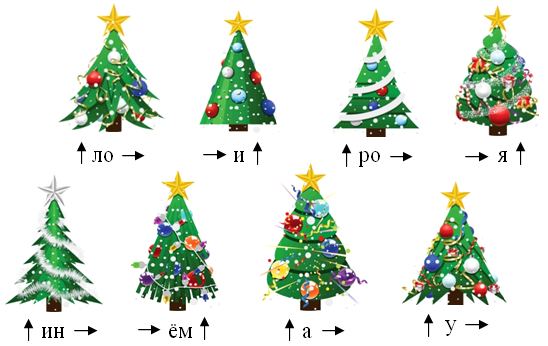 ↑ ло → → и ↑ ↑ ро → → я ↑
↑ ин → → ём ↑ ↑ а → ↑ у →